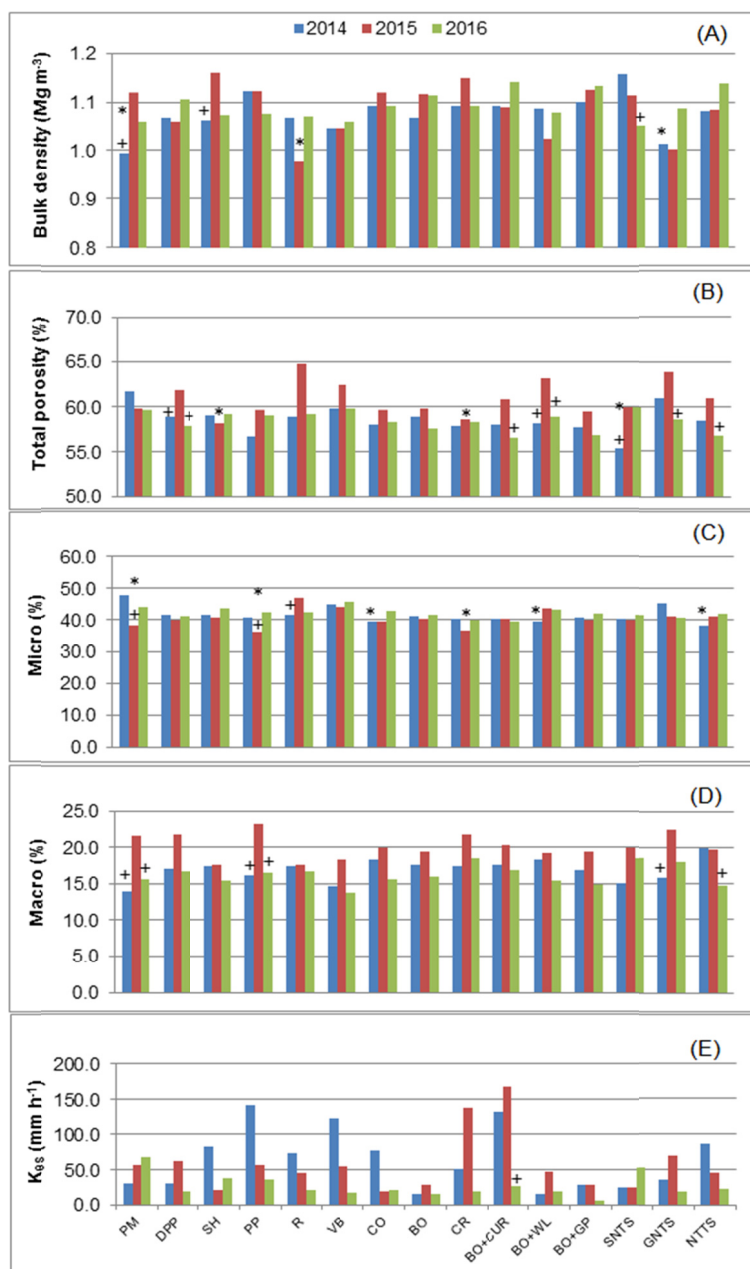 2014 2015 2016
(A)
Bulk density (Mg m-3)
1.2
1.1
1.0
0.9
0.8
* + + * + *
(B)
Total porosity (%)
70.0
65.0
60.0
55.0
50.0
+ + * * + + + * + + +
(C)
Micro (%)
60.0
50.0
40.0
30.0
20.0
10.0
0.0
* + * + + * * * *
(D)
Macro (%)
25.0
20.0
15.0
10.0
5.0
0.0
+ + + + + +
(E)
Kθs (mm h-1)
200.0
150.0
100.0
50.0
0.0
+
PM DPP SH PP R VB CO BO CR BO+cUR BO+WL BO+GP SNTS GNTS NTTS